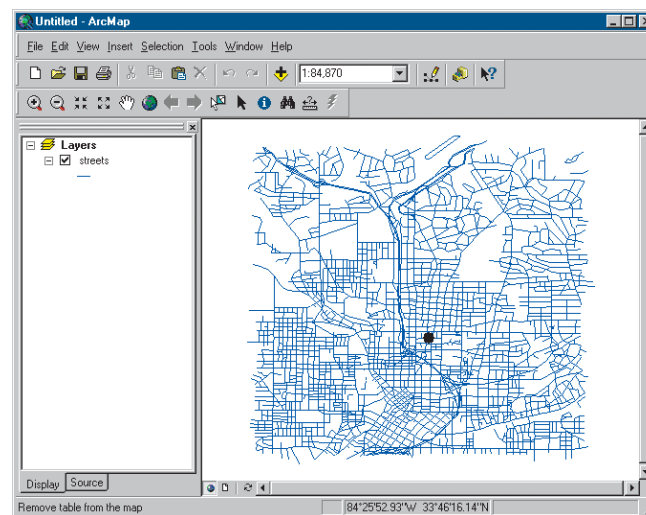 Untitled - ArcMap
File Edit View Insert Selection Tools Window Help
1:84,870
Layers
streets
Display Source
Remove table from the map
84°25'52.93"W 33°46'16.14"N